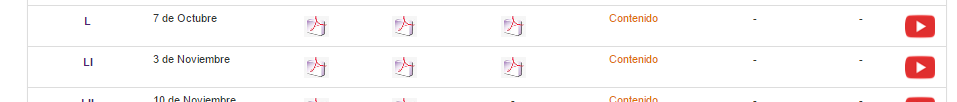 L 7 de Octubre Contenido - -
LI 3 de Noviembre Contenido - -
10 de Noviembre - Contenido - -